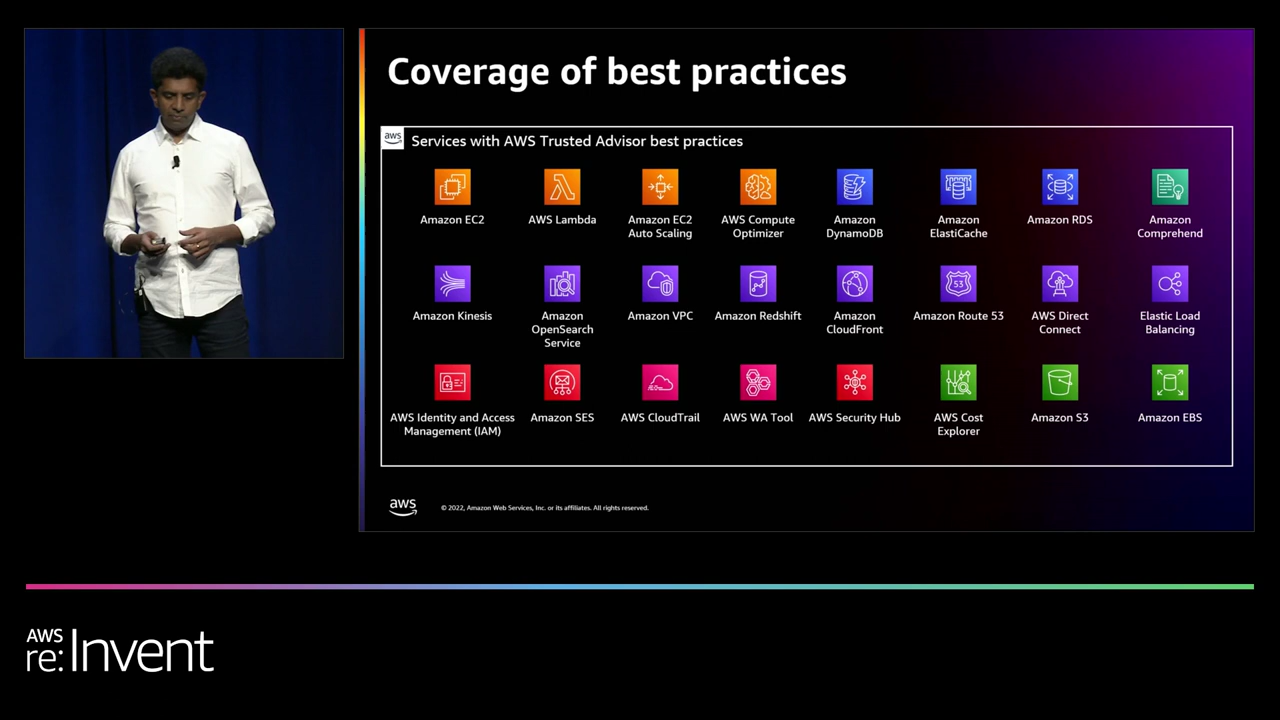 Coverage of best practices
aws
Services with AWS Trusted Advisor best practices
Amazon EC2
AWS Lambda
Amazon EC2
Auto Scaling
AWS Compute
Optimizer
Amazon
DynamoDB
Amazon
ElastiCache
Amazon RDS
Amazon
Comprehend
Amazon Kinesis
Amazon
OpenSearch
Service
Amazon VPC
Amazon Redshift
Amazon
CloudFront
53
Amazon Route 53
AWS Direct
Connect
Elastic Load
Balancing
AWS Identity and Access
Management (IAM)
Amazon SES
AWS CloudTrail
AWS WA Tool
AWS Security Hub
AWS Cost
Explorer
Amazon S3
Amazon EBS
aws
© 2022, Amazon Web Services, Inc. or its affiliates. All rights reserved.
AWS
re:Invent